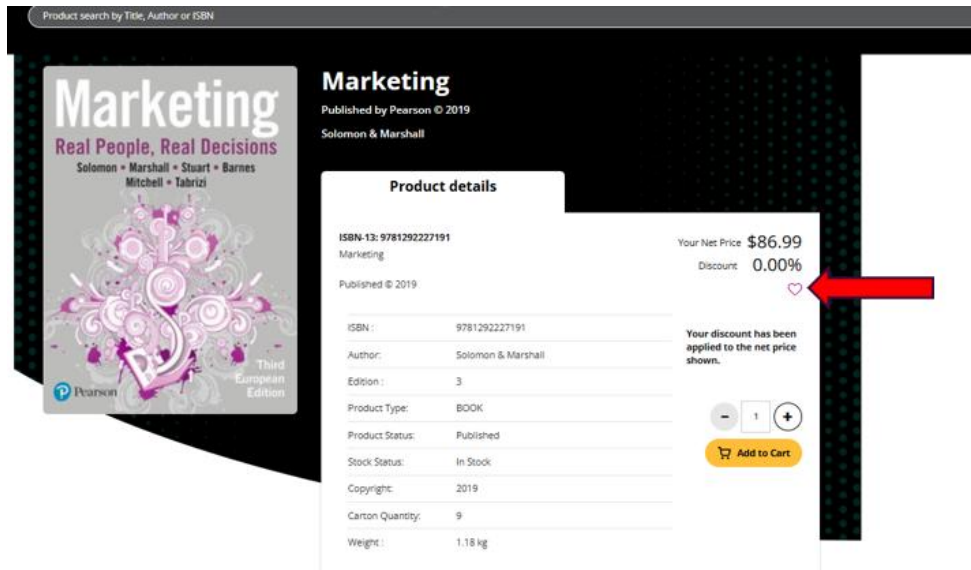 Product search by Title, Author or ISBN
Marketing
Real People, Real Decisions
Solomon • Marshall • Stuart • Barnes
Mitchell • Tabrizi
Third
European
Edition
P Pearson
Marketing
Published by Pearson © 2019
Solomon & Marshall
Product details
ISBN-13: 9781292227191
Marketing
Published © 2019
Your Net Price $86.99
Discount 0.00%
ISBN : 9781292227191
Author: Solomon & Marshall
Edition : 3
Product Type: BOOK
Product Status: Published
Stock Status: In Stock
Copyright: 2019
Carton Quantity: 9
Weight : 1.18 kg
Your discount has been
applied to the net price
shown.
- 1 +
Add to Cart